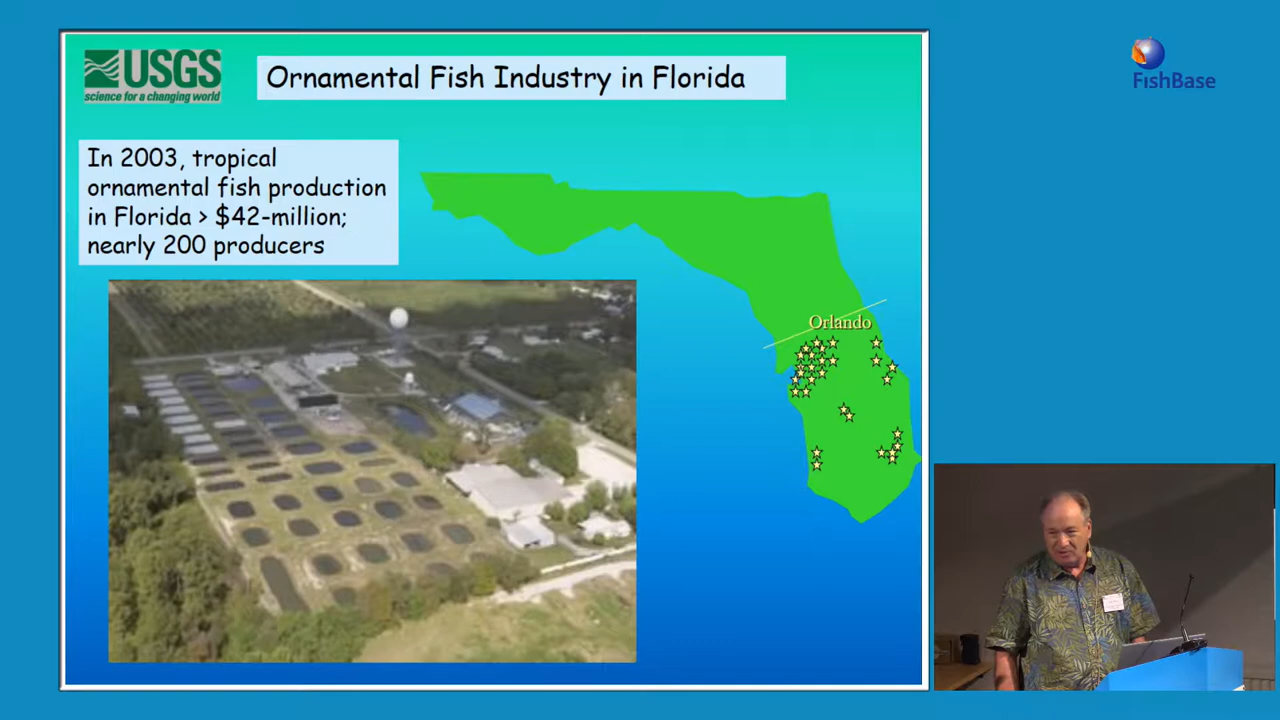 USGS
science for a changing world
Ornamental Fish Industry in Florida
FishBase
In 2003, tropical
ornamental fish production
in Florida > $42-million;
nearly 200 producers
Orlando